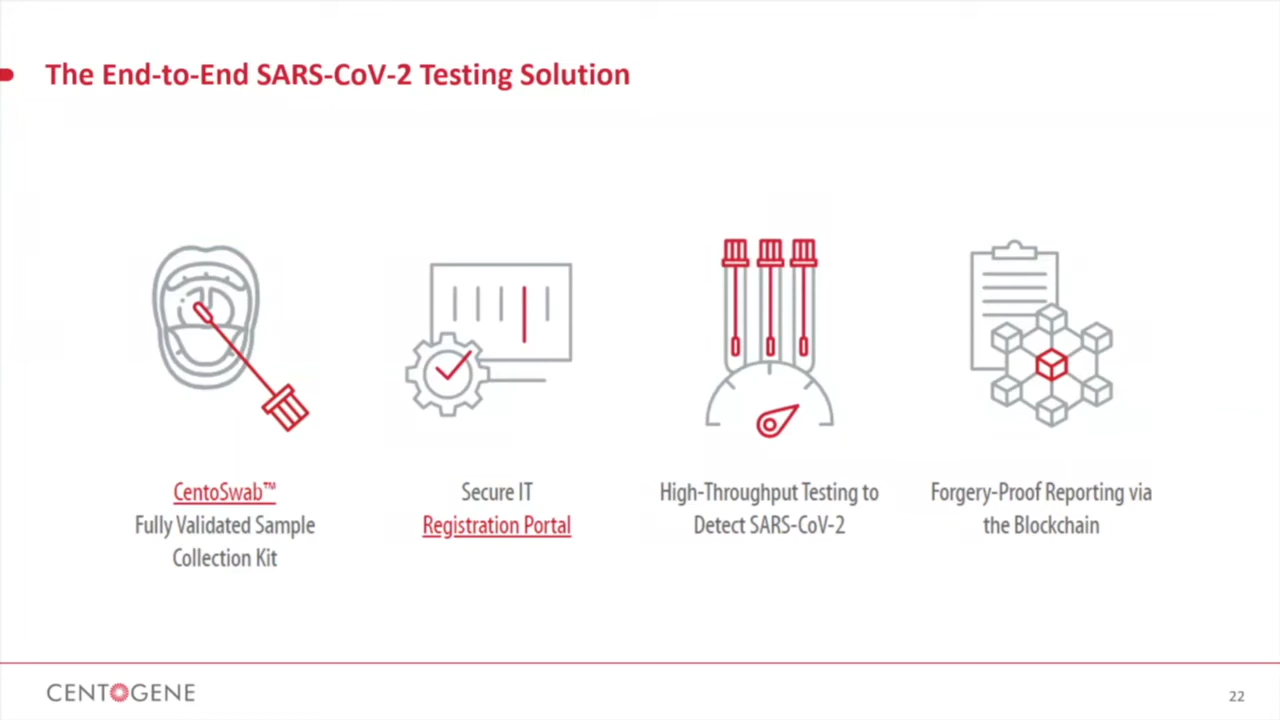 The End-to-End SARS-CoV-2 Testing Solution
CentoSwab™
Fully Validated Sample
Collection Kit
Secure IT
Registration Portal
High-Throughput Testing to
Detect SARS-CoV-2
Forgery-Proof Reporting via
the Blockchain
CENTOGENE
22